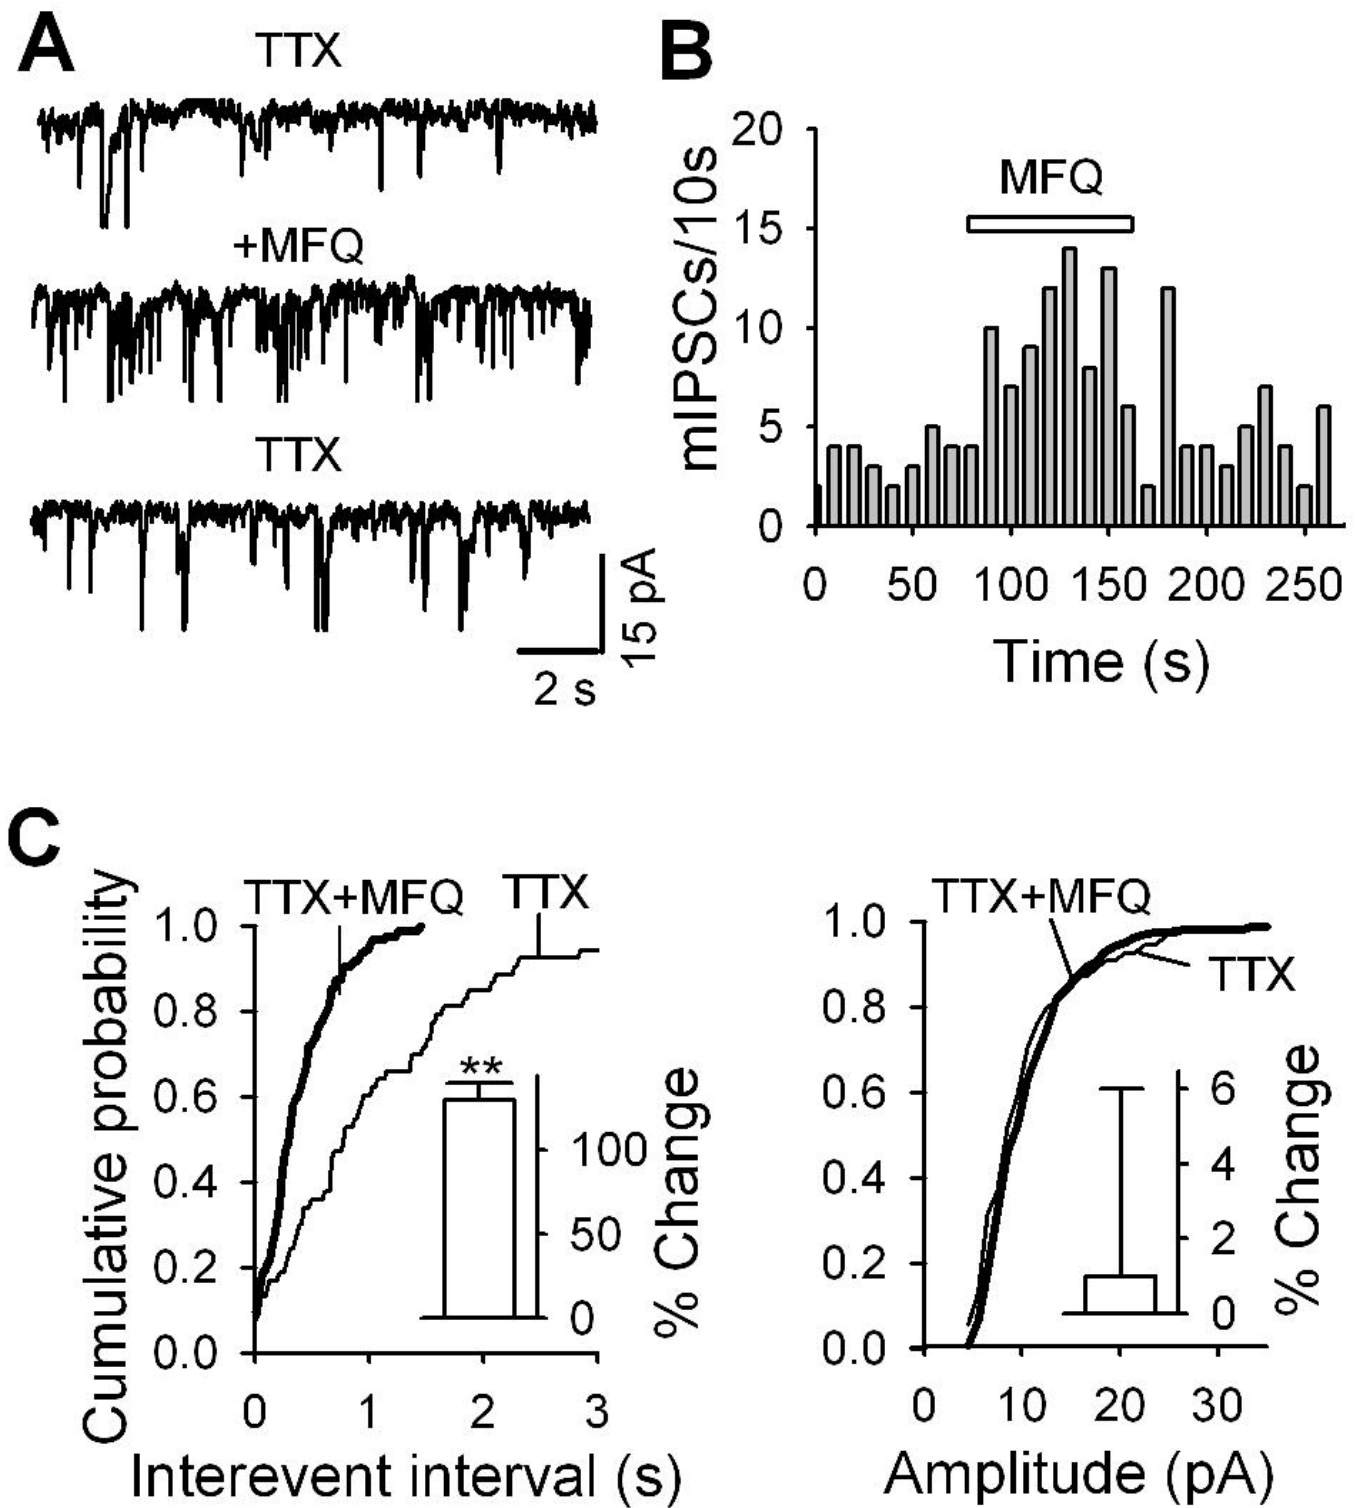 A
TTX
+MFQ
TTX
15 pA
2 s
B
mIPSCs/10s
20
15
10
5
0
MFQ
0 50 100 150 200 250
Time (s)
C
Cumulative probability
TTX+MFQ TTX
1.0
0.8
0.6
0.4
0.2
0.0
**
100
50
0
% Change
0 1 2 3
Interevent interval (s)
TTX+MFQ
TTX
1.0
0.8
0.6
0.4
0.2
0.0
6
4
2
0
% Change
0 10 20 30
Amplitude (pA)